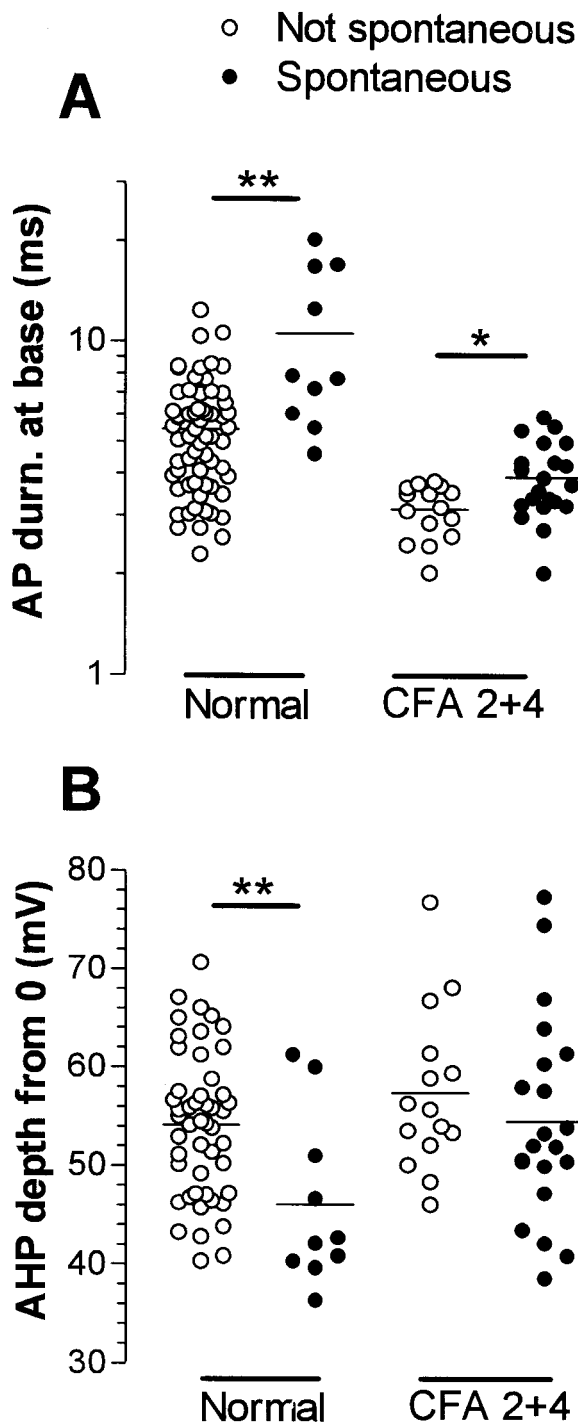 Not spontaneous
Spontaneous
A
AP durn. at base (ms)
**
*
10
1
Normal
CFA 2+4
B
AHP depth from 0 (mV)
80
**
70
60
50
40
30
Normal
CFA 2+4